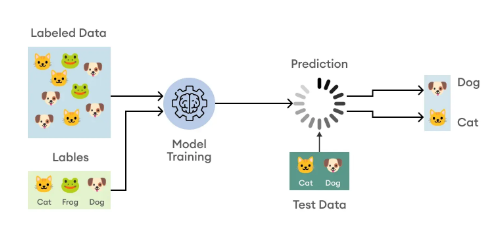 Labeled Data
Lables
Cat Frog Dog
Model
Training
Prediction
Cat Dog
Test Data
Dog
Cat